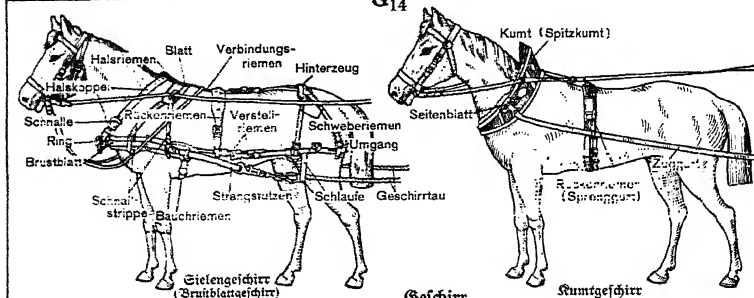 G14
Halsriemen
Blatt
Verbindungs-
riemen
Hinterzeug
Halskoppel
Schnalle
Rückenriemen
Verstell-
riemen
Schweberiemen
Umgang
Ring
Brustblatt
Schnall-
strippe
Bauchriemen
Strangstutzen
Schlaufe
Geschirrtau
Sielengeschirr
(Brustblattgeschirr)
Kumt (Spitzkumt)
Seitenblatt
Zuggurte
Rückenriemen
(Sprenggurt)
Geschirr
Kumtgeschirr